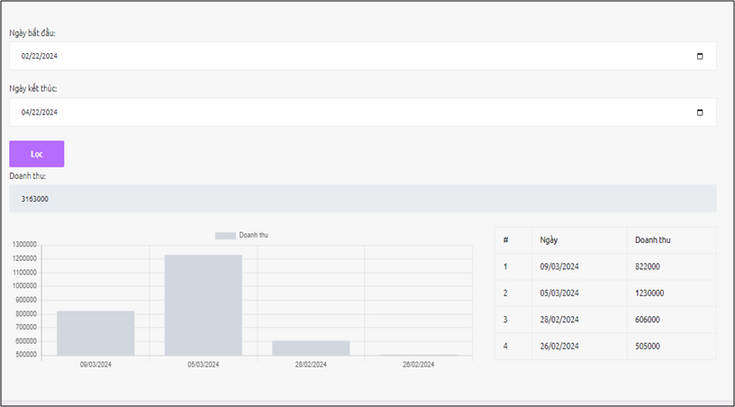 Ngày bắt đầu:
02/22/2024
Ngày kết thúc:
04/22/2024
Lọc
Doanh thu:
3163000
Doanh thu
1300000
1200000
1100000
1000000
900000
800000
700000
600000
500000
09/03/2024 05/03/2024 28/02/2024 26/02/2024
# Ngày Doanh thu
1 09/03/2024 822000
2 05/03/2024 1230000
3 28/02/2024 606000
4 26/02/2024 505000